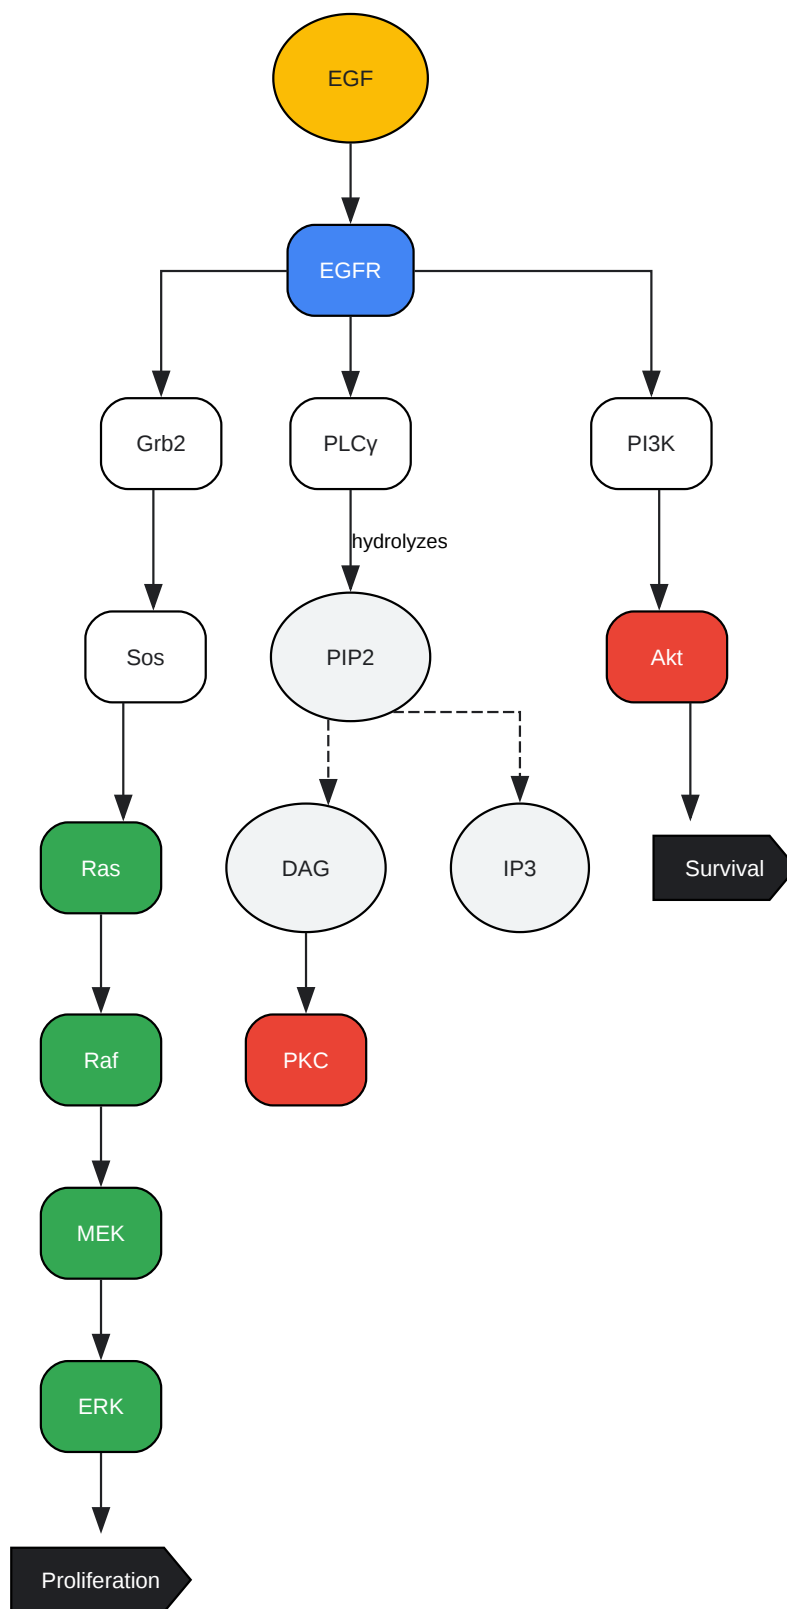 EGF
EGFR
Grb2
PLCγ
PI3K
hydrolyzes
Sos
PIP2
Akt
Ras
DAG
IP3
Survival
Raf
PKC
MEK
ERK
Proliferation